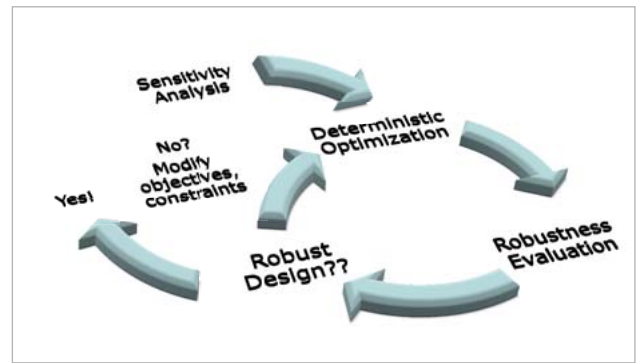 Sensitivity
Analysis
Deterministic
Optimization
No?
Modify
objectives,
constraints
Yes!
Robust
Design??
Robustness
Evaluation